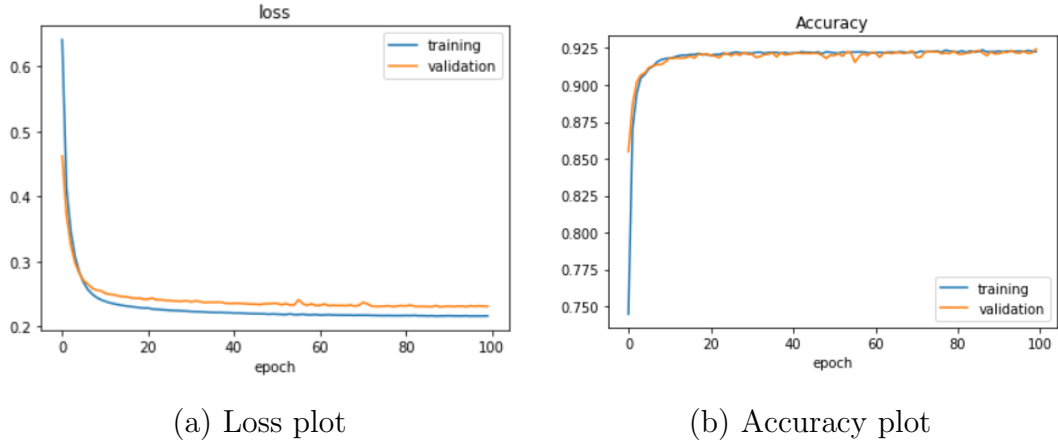 loss
training
validation
0.6
0.5
0.4
0.3
0.2
0 20 40 60 80 100
epoch
(a) Loss plot
Accuracy
0.925
0.900
0.875
0.850
0.825
0.800
0.775
0.750
training
validation
0 20 40 60 80 100
epoch
(b) Accuracy plot